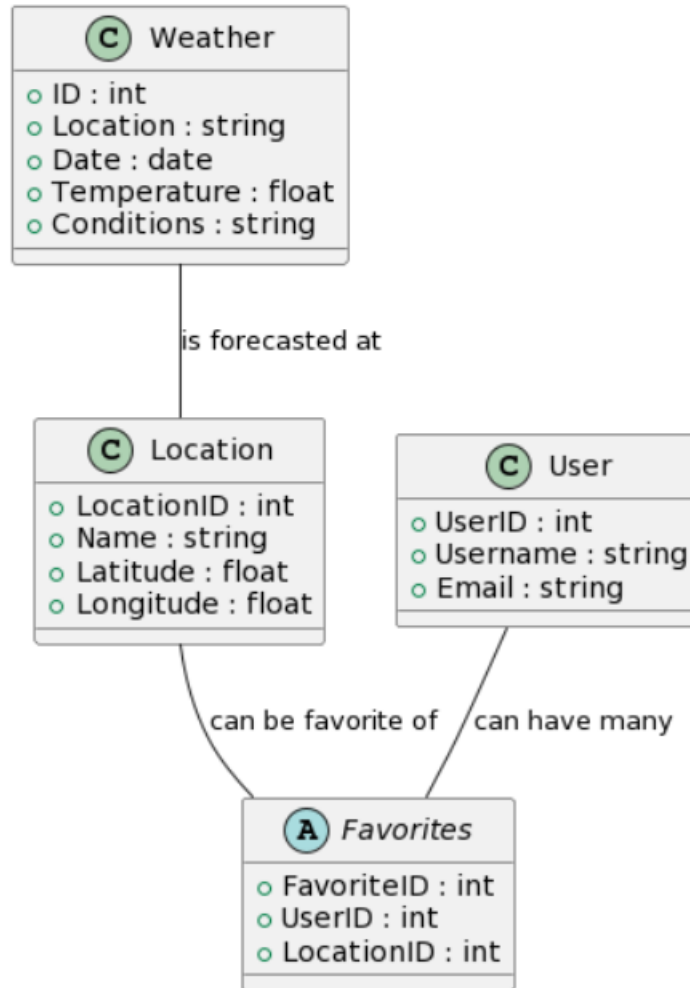 C Weather
ID : int
Location : string
Date : date
Temperature : float
Conditions : string
is forecasted at
C Location
LocationID : int
Name : string
Latitude : float
Longitude : float
C User
UserID : int
Username : string
Email : string
can be favorite of
can have many
A Favorites
FavoriteID : int
UserID : int
LocationID : int